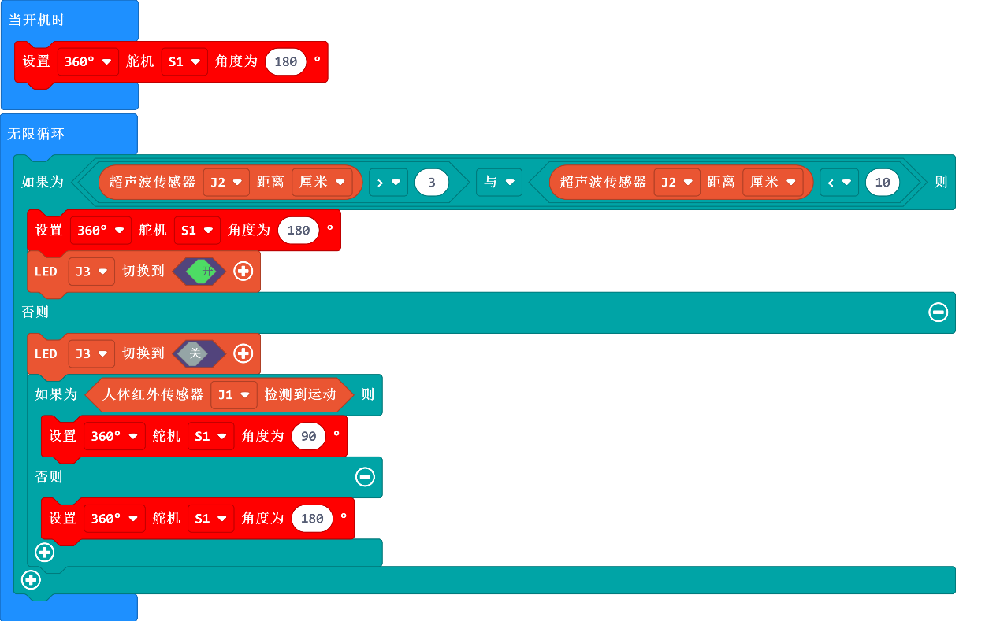 当开机时
设置 360° 舵机 S1 角度为 180 °
无限循环
如果为 超声波传感器 J2 距离 厘米 > 3 与 超声波传感器 J2 距离 厘米 < 10 则
设置 360° 舵机 S1 角度为 180 °
LED J3 切换到 开
否则
LED J3 切换到 关
如果为 人体红外传感器 J1 检测到运动 则
设置 360° 舵机 S1 角度为 90 °
否则
设置 360° 舵机 S1 角度为 180 °